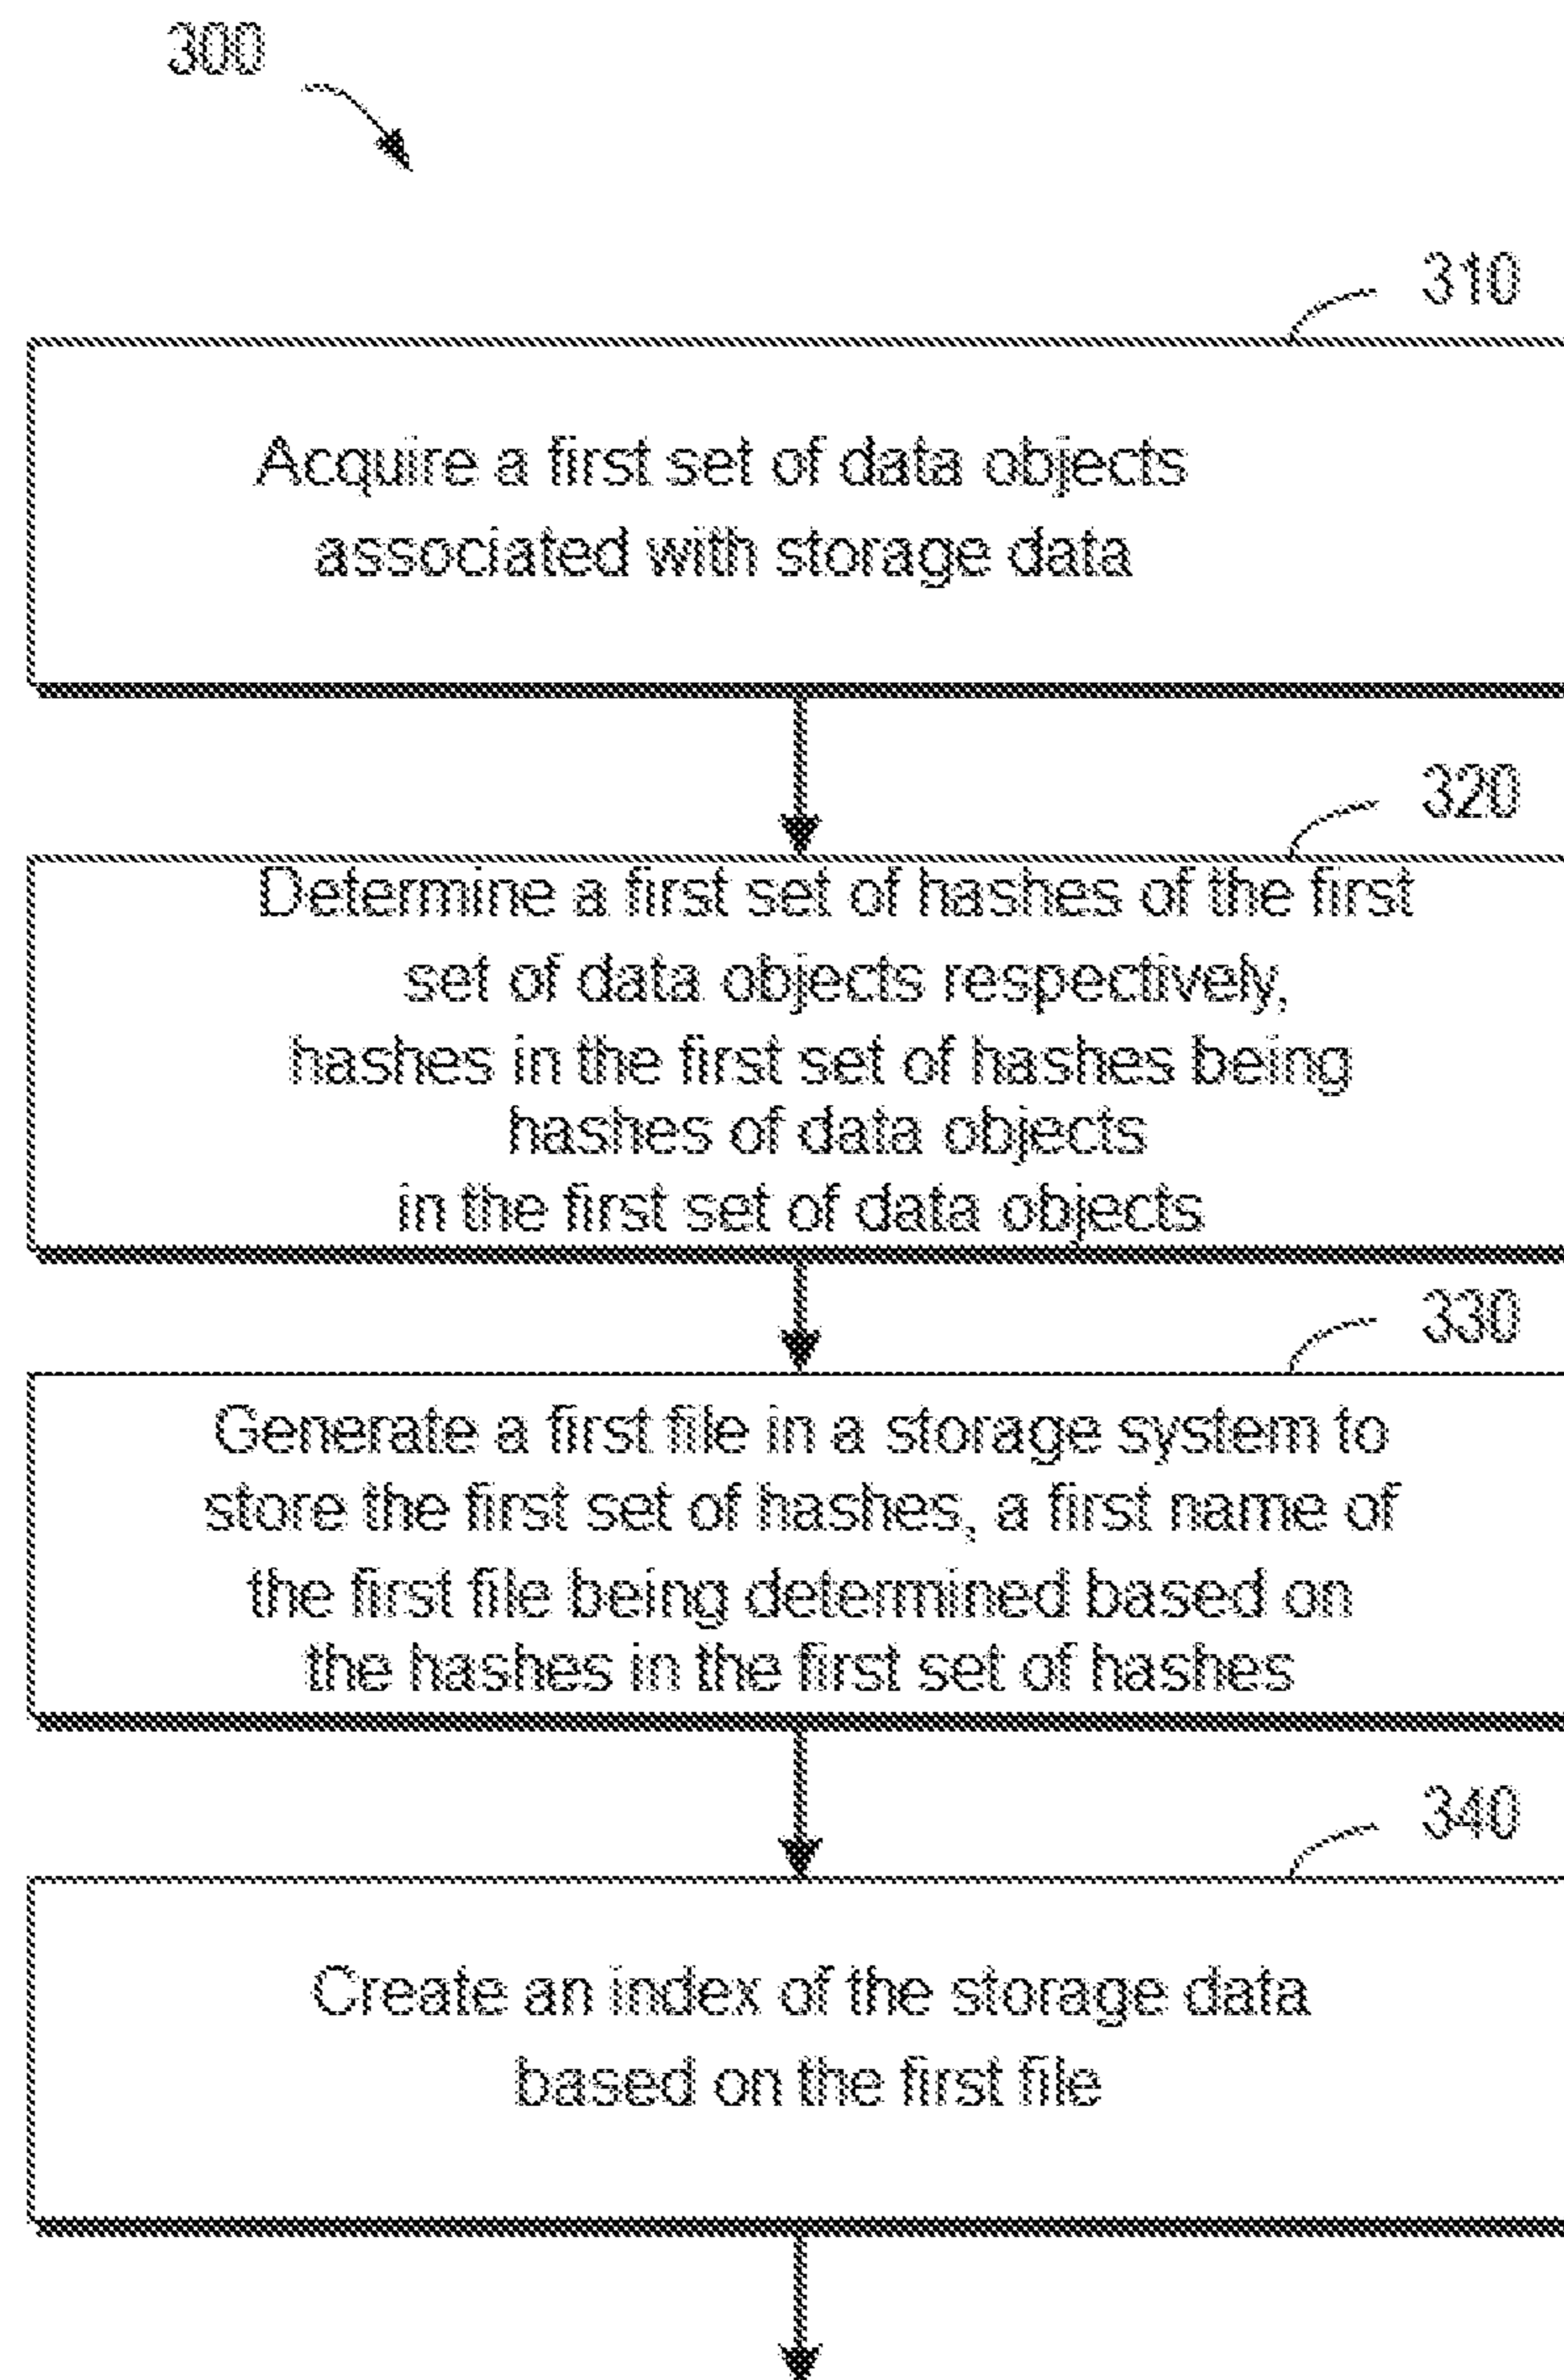 300
310
Acquire a first set of data objects
associated with storage data
320
Determine a first set of hashes of the first
set of data objects respectively,
hashes in the first set of hashes being
hashes of data objects
in the first set of data objects
330
Generate a first file in a storage system to
store the first set of hashes, a first name of
the first file being determined based on
the hashes in the first set of hashes
340
Create an index of the storage data
based on the first file